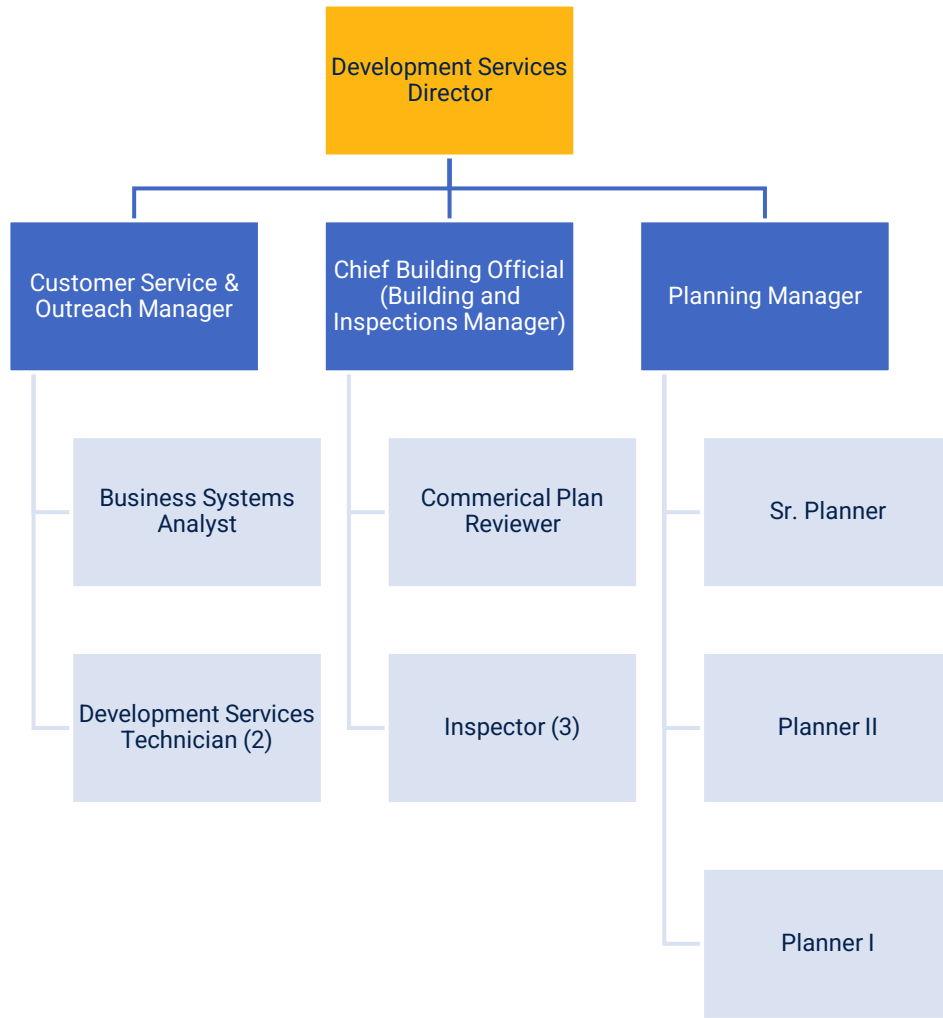 Development Services
Director
Customer Service &
Outreach Manager
Chief Building Official
(Building and
Inspections Manager)
Planning Manager
Business Systems
Analyst
Commerical Plan
Reviewer
Sr. Planner
Development Services
Technician (2)
Inspector (3)
Planner II
Planner I